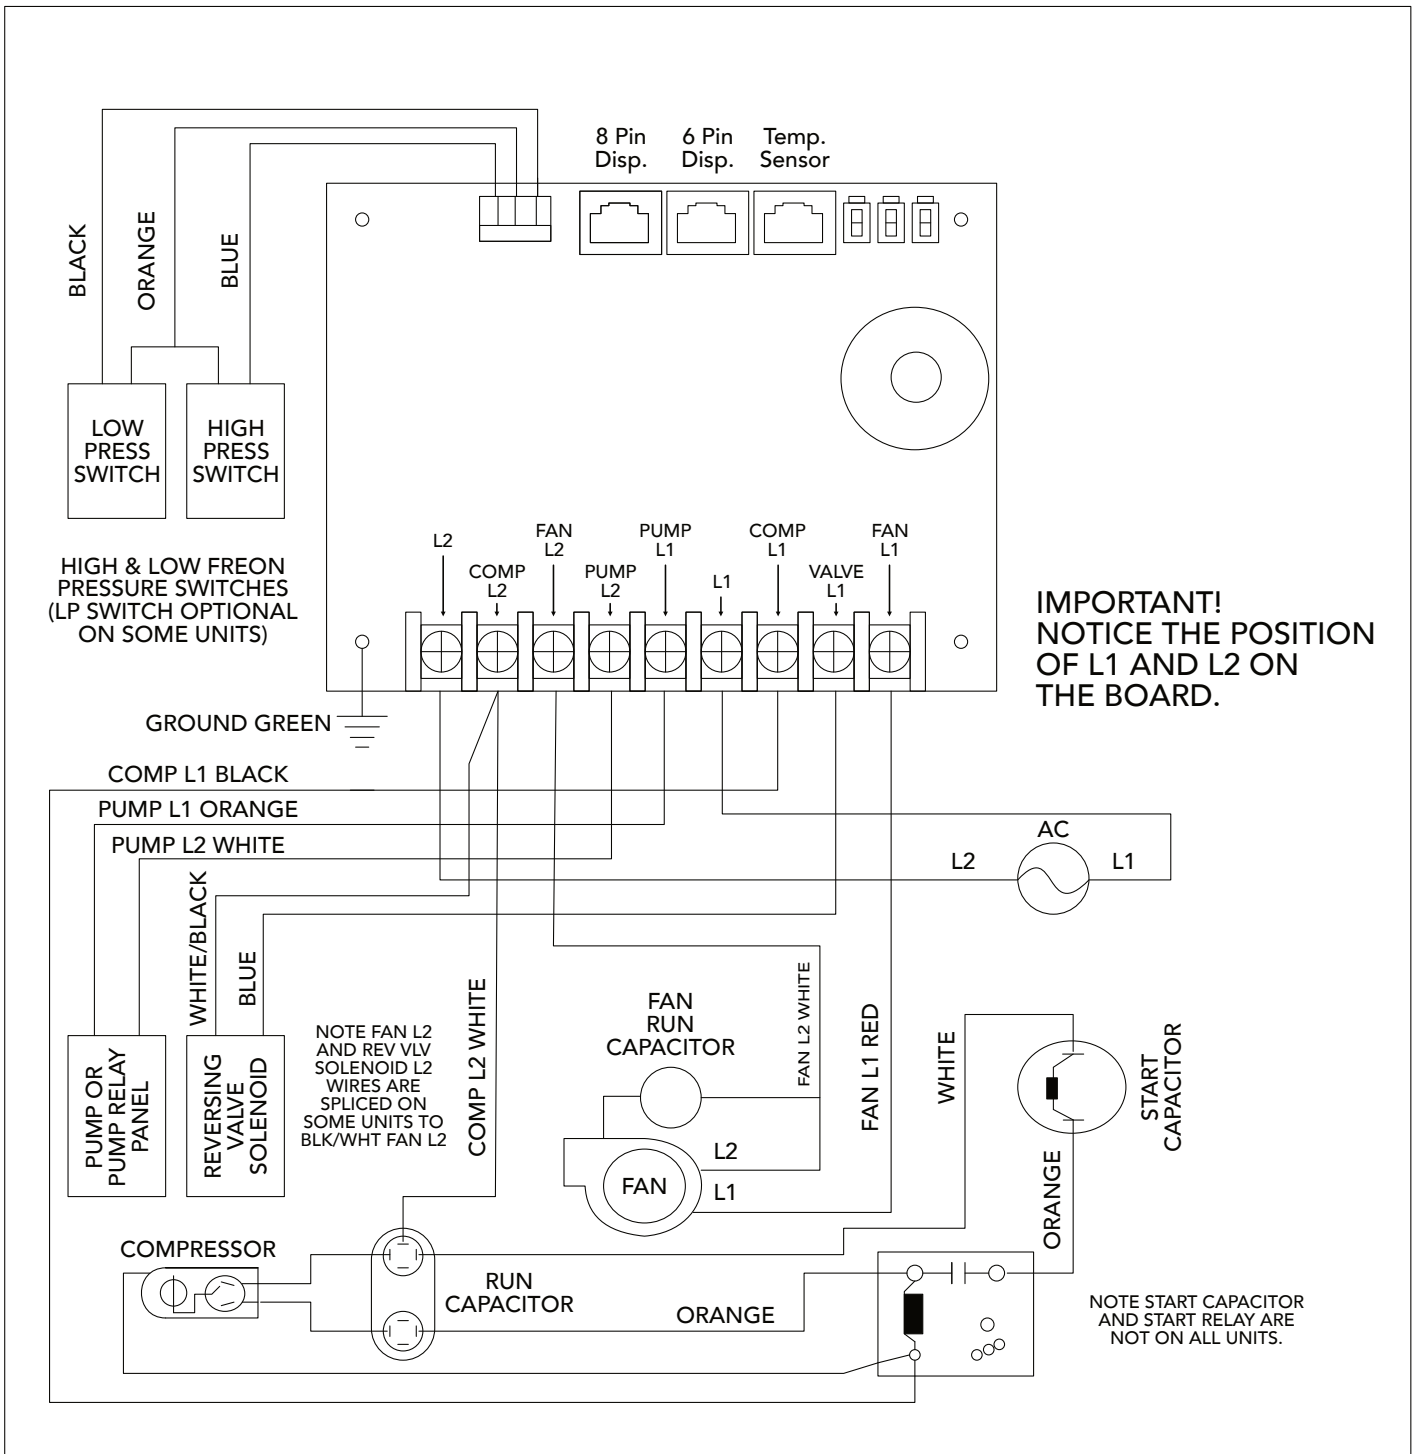 8 Pin
Disp.
6 Pin
Disp.
Temp.
Sensor
BLACK
ORANGE
BLUE
LOW
PRESS
SWITCH
HIGH
PRESS
SWITCH
HIGH & LOW FREON
PRESSURE SWITCHES
(LP SWITCH OPTIONAL
ON SOME UNITS)
L2
COMP
L2
FAN
L2
PUMP
L2
PUMP
L1
L1
COMP
L1
VALVE
L1
FAN
L1
IMPORTANT!
NOTICE THE POSITION
OF L1 AND L2 ON
THE BOARD.
GROUND GREEN
COMP L1 BLACK
PUMP L1 ORANGE
PUMP L2 WHITE
AC
L2
L1
WHITE/BLACK
BLUE
PUMP OR
PUMP RELAY
PANEL
REVERSING
VALVE
SOLENOID
NOTE FAN L2
AND REV VLV
SOLENOID L2
WIRES ARE
SPLICED ON
SOME UNITS TO
BLK/WHT FAN L2
COMP L2 WHITE
FAN
RUN
CAPACITOR
FAN L2 WHITE
FAN L1 RED
WHITE
START
CAPACITOR
L2
FAN
L1
ORANGE
COMPRESSOR
RUN
CAPACITOR
ORANGE
NOTE START CAPACITOR
AND START RELAY ARE
NOT ON ALL UNITS.